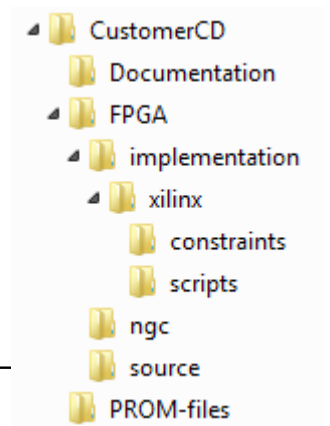 CustomerCD
Documentation
FPGA
implementation
xilinx
constraints
scripts
ngc
source
PROM-files